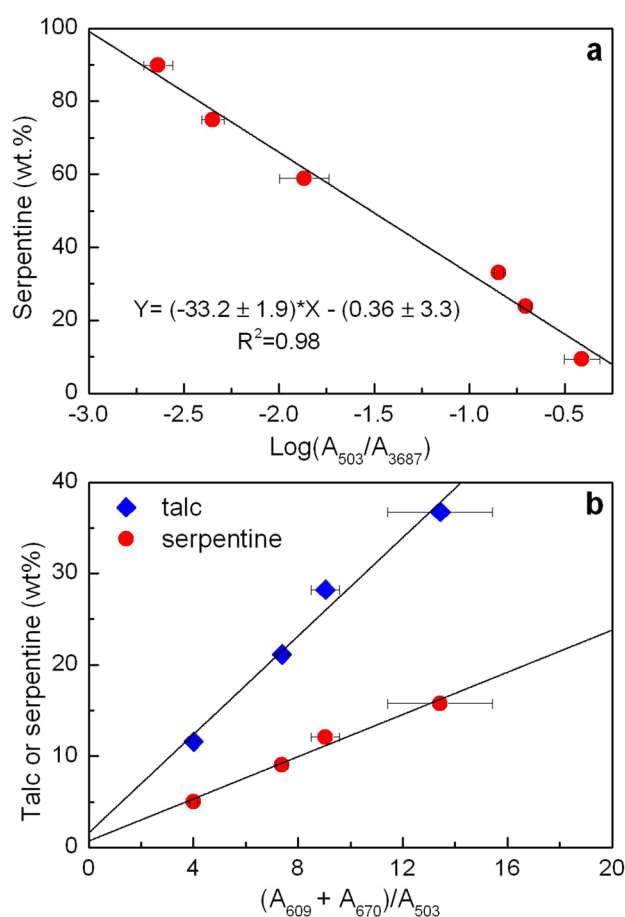 100
a
80
60
40
20
0
Serpentine (wt.%)
Y= (-33.2 ± 1.9)*X - (0.36 ± 3.3)
R²=0.98
-3.0 -2.5 -2.0 -1.5 -1.0 -0.5
Log(A₅₀₃/A₃₆₈₇)
40
b
talc
serpentine
30
20
10
0
Talc or serpentine (wt%)
0 4 8 12 16 20
(A₆₀₉ + A₆₇₀)/A₅₀₃